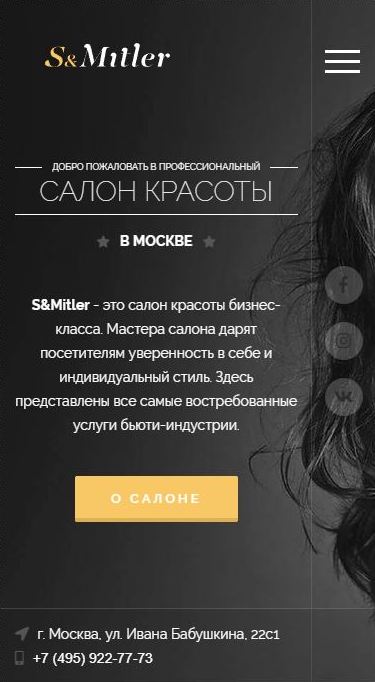 S&Mitler
ДОБРО ПОЖАЛОВАТЬ В ПРОФЕССИОНАЛЬНЫЙ
САЛОН КРАСОТЫ
В МОСКВЕ
S&Mitler - это салон красоты бизнес-
класса. Мастера салона дарят
посетителям уверенность в себе и
индивидуальный стиль. Здесь
представлены все самые востребованные
услуги бьюти-индустрии.
О САЛОНЕ
г. Москва, ул. Ивана Бабушкина, 22с1
+7 (495) 922-77-73